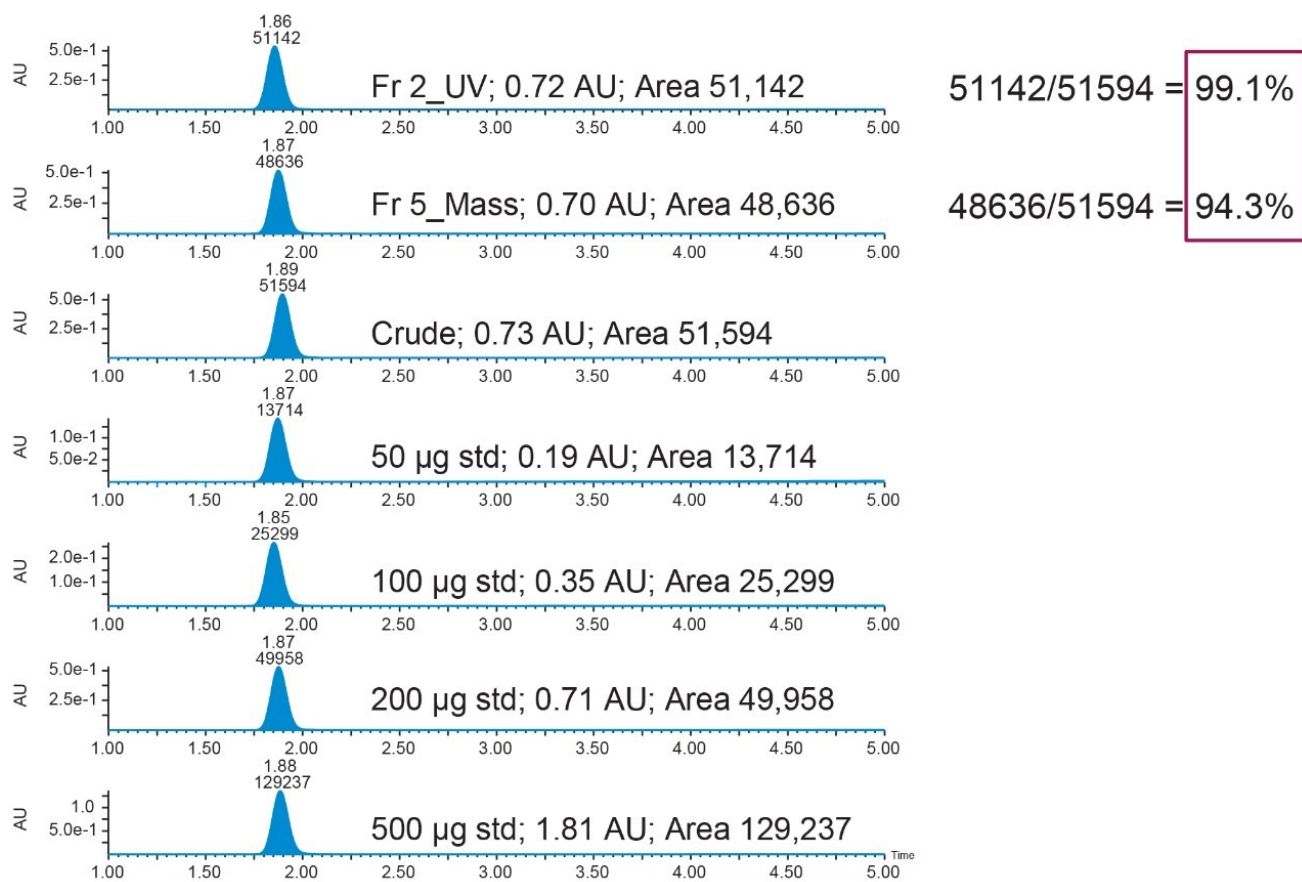 1.86
51142
5.0e-1
2.5e-1
AU
Fr 2_UV; 0.72 AU; Area 51,142
51142/51594 = 99.1%
1.00 1.50 2.00 2.50 3.00 3.50 4.00 4.50 5.00
1.87
48636
5.0e-1
2.5e-1
AU
Fr 5_Mass; 0.70 AU; Area 48,636
48636/51594 = 94.3%
1.00 1.50 2.00 2.50 3.00 3.50 4.00 4.50 5.00
1.89
51594
5.0e-1
2.5e-1
AU
Crude; 0.73 AU; Area 51,594
1.00 1.50 2.00 2.50 3.00 3.50 4.00 4.50 5.00
1.87
13714
1.0e-1
5.0e-2
AU
50 µg std; 0.19 AU; Area 13,714
1.00 1.50 2.00 2.50 3.00 3.50 4.00 4.50 5.00
1.85
25299
2.0e-1
1.0e-1
AU
100 µg std; 0.35 AU; Area 25,299
1.00 1.50 2.00 2.50 3.00 3.50 4.00 4.50 5.00
1.87
49958
5.0e-1
2.5e-1
AU
200 µg std; 0.71 AU; Area 49,958
1.00 1.50 2.00 2.50 3.00 3.50 4.00 4.50 5.00
1.88
129237
1.0
5.0e-1
AU
500 µg std; 1.81 AU; Area 129,237
Time
1.00 1.50 2.00 2.50 3.00 3.50 4.00 4.50 5.00